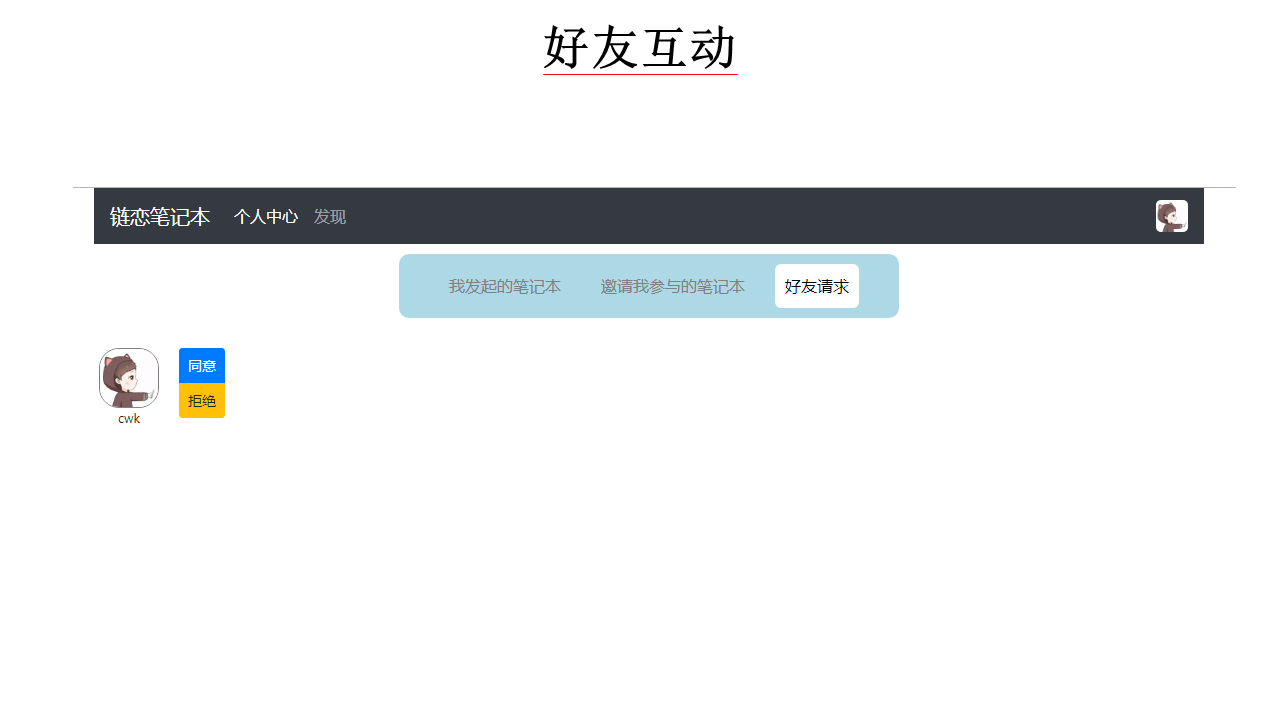 好友互动
链恋笔记本 个人中心 发现
我发起的笔记本 邀请我参与的笔记本 好友请求
同意
拒绝
cwk